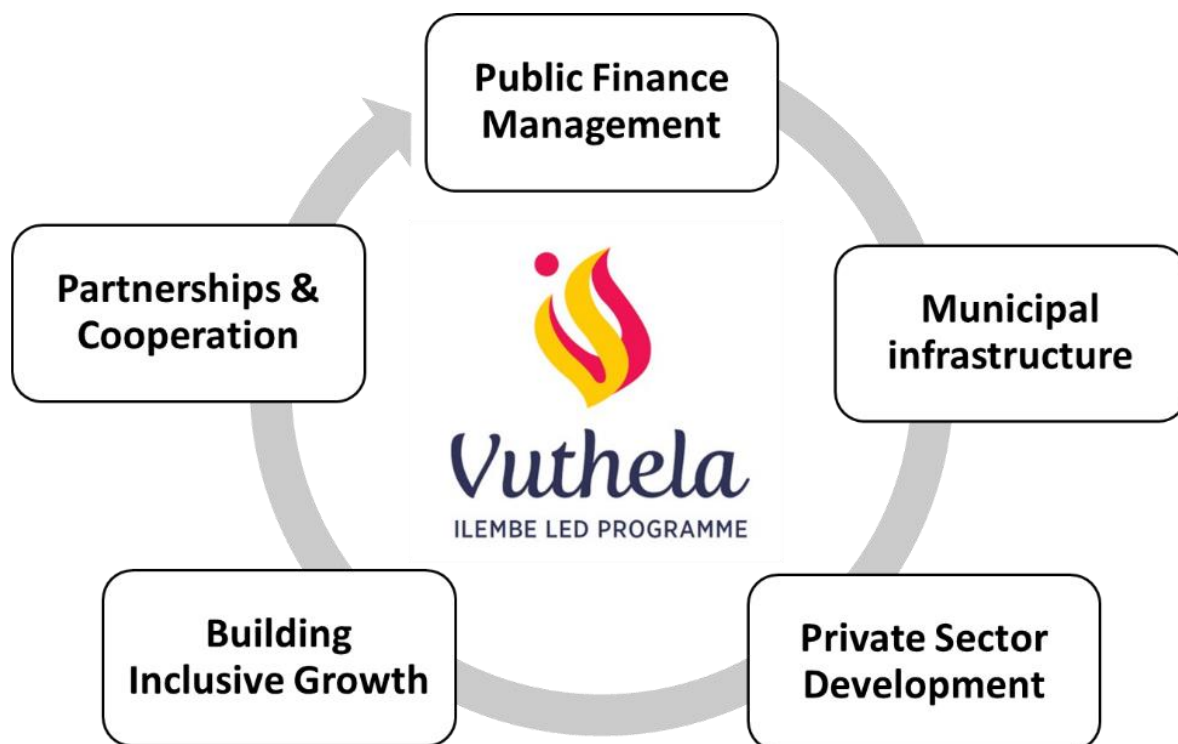 Public Finance
Management
Municipal
infrastructure
Private Sector
Development
Building
Inclusive Growth
Partnerships &
Cooperation
Vuthela
ILEMBE LED PROGRAMME